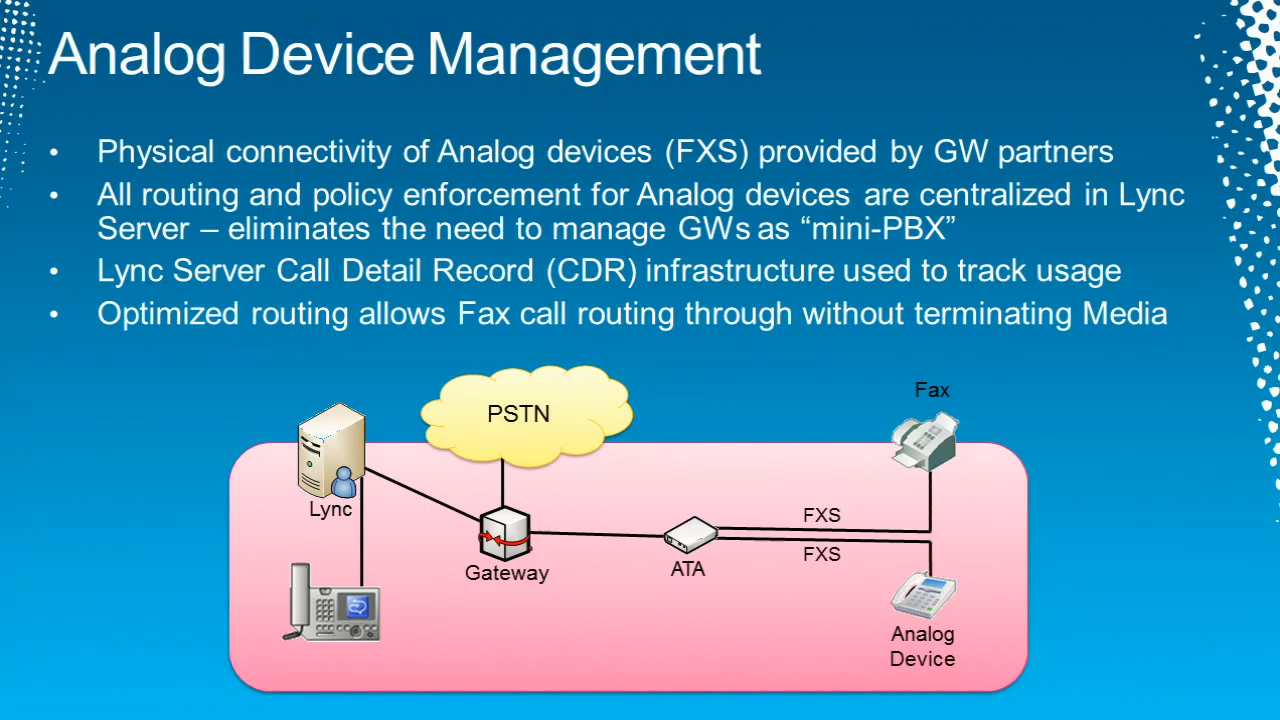 Analog Device Management
• Physical connectivity of Analog devices (FXS) provided by GW partners
• All routing and policy enforcement for Analog devices are centralized in Lync
Server – eliminates the need to manage GWs as “mini-PBX”
• Lync Server Call Detail Record (CDR) infrastructure used to track usage
• Optimized routing allows Fax call routing through without terminating Media
Fax
PSTN
Lync
FXS
FXS
Gateway
ATA
Analog
Device